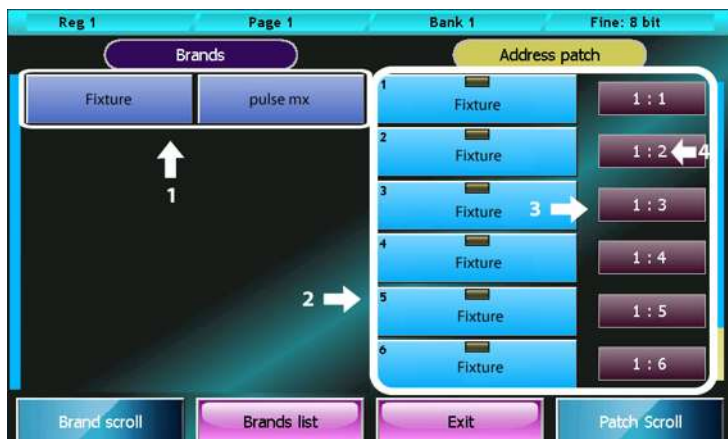 Reg 1 Page 1 Bank 1 Fine: 8 bit
Brands Address patch
Fixture pulse mx
1 Fixture 1 : 1
2 Fixture 1 : 2 4
1
3 Fixture 3 1 : 3
4 Fixture 1 : 4
2
5 Fixture 1 : 5
6 Fixture 1 : 6
Brand scroll Brands list Exit Patch Scroll